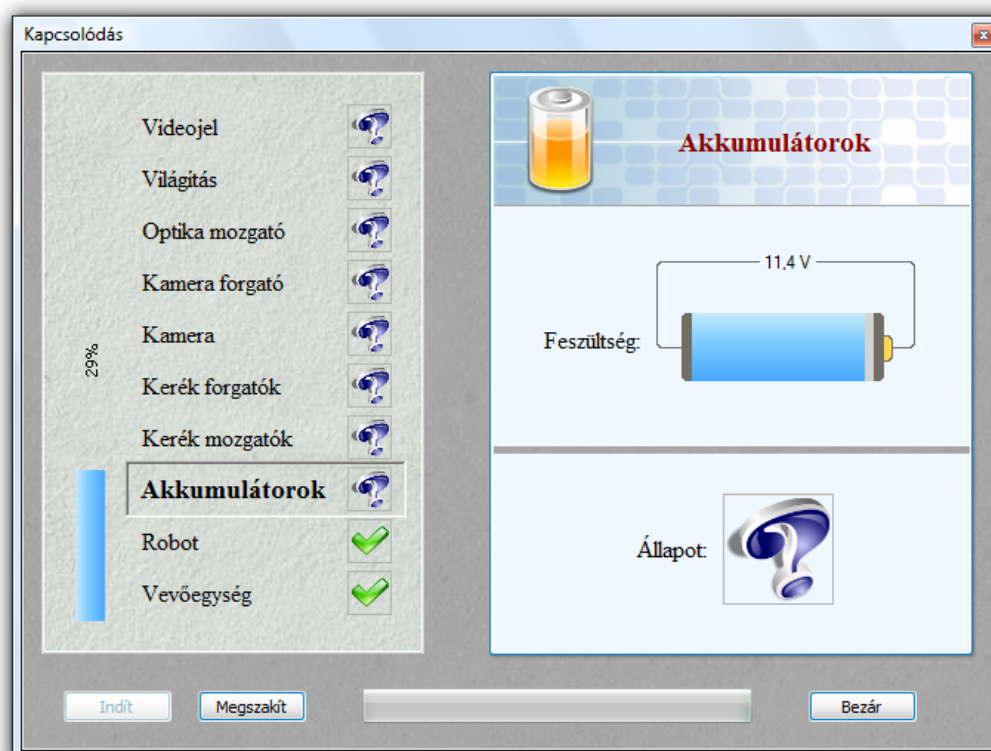 Kapcsolódás
Videojel
Világitás
Optika mozgató
Kamera forgató
Kamera
Kerék forgatók
Kerék mozgatók
Akkumulátorok
Robot
Vevőegység
29%
Akkumulátorok
11,4 V
Feszültség:
Állapot:
Indít
Megszakít
Bezár